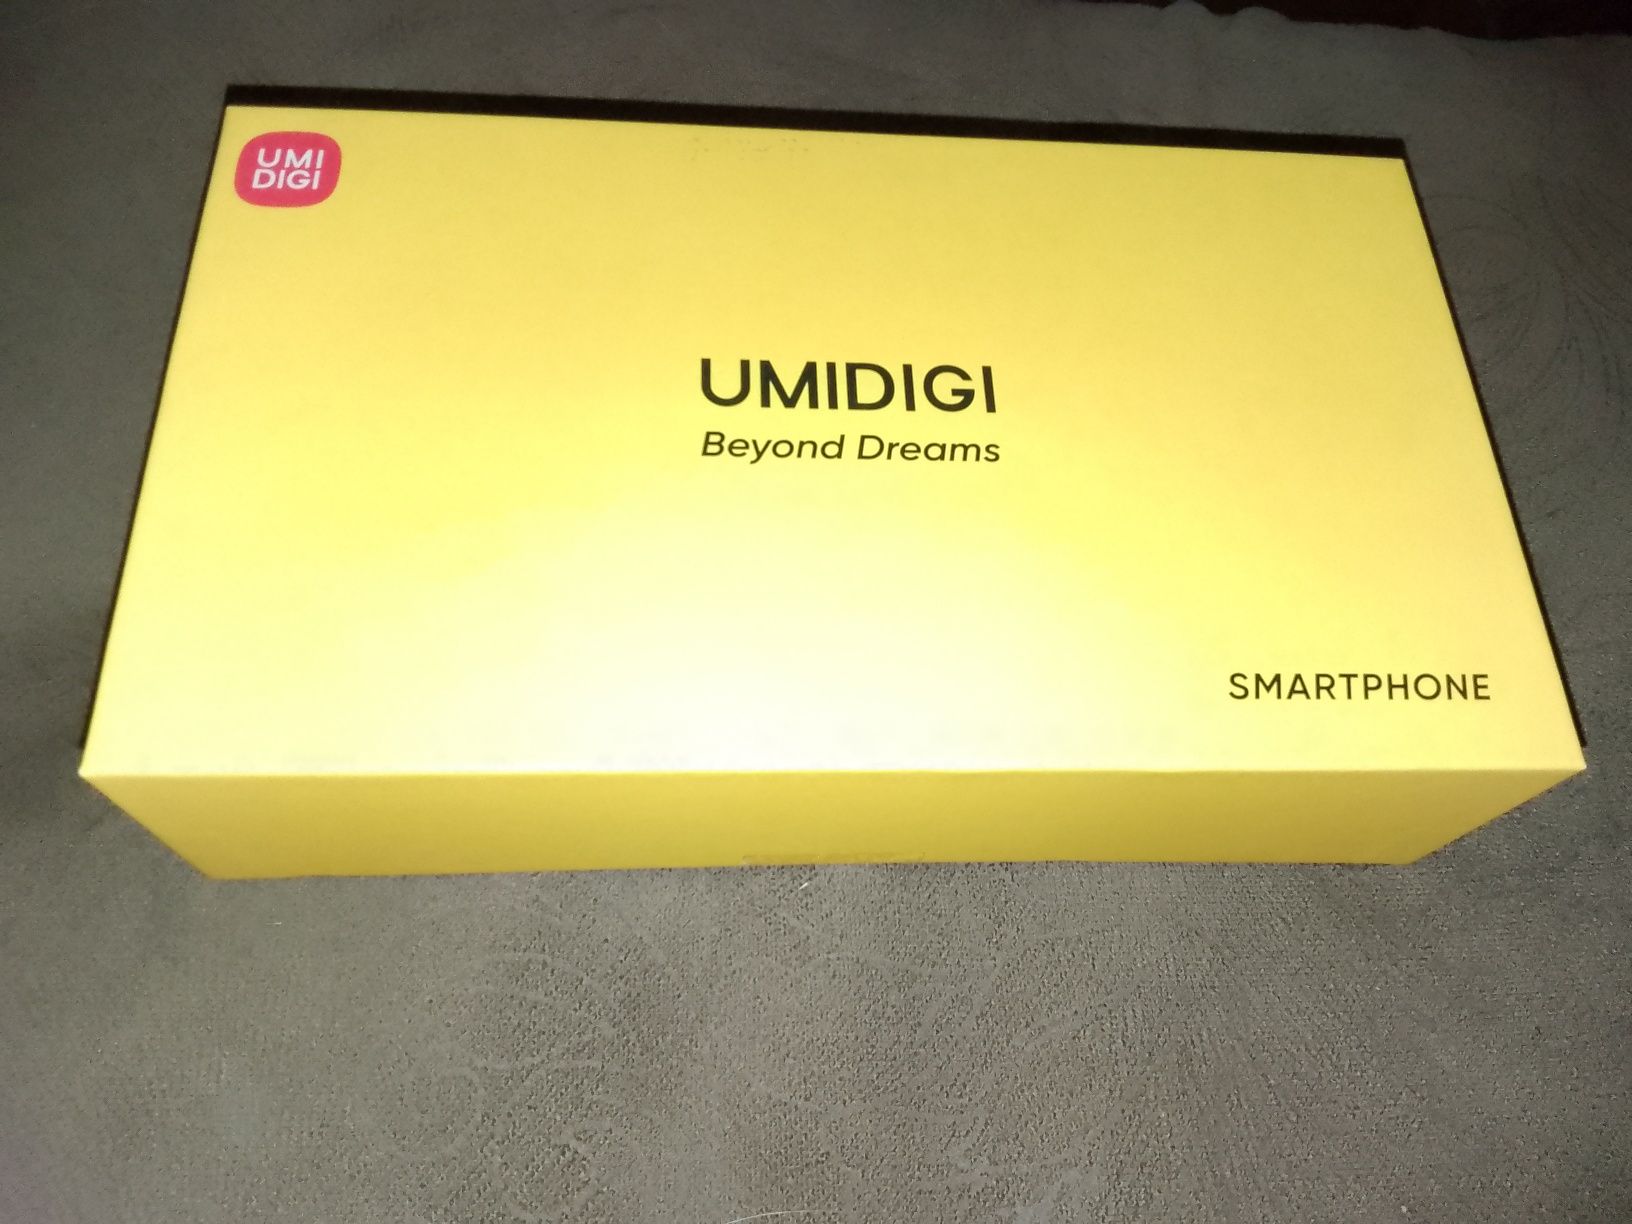 UMI
DIGI
UMIDIGI
Beyond Dreams
SMARTPHONE